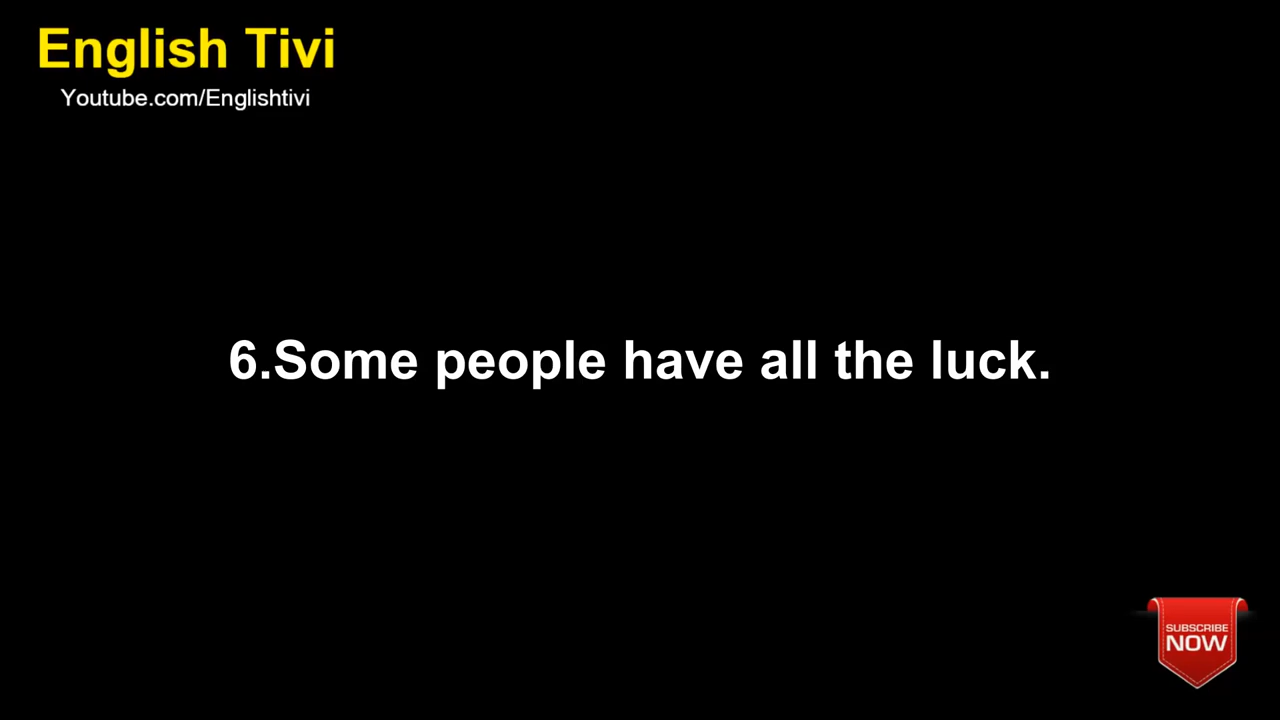 English Tivi
Youtube.com/Englishtivi
6.Some people have all the luck.
SUBSCRIBE
NOW